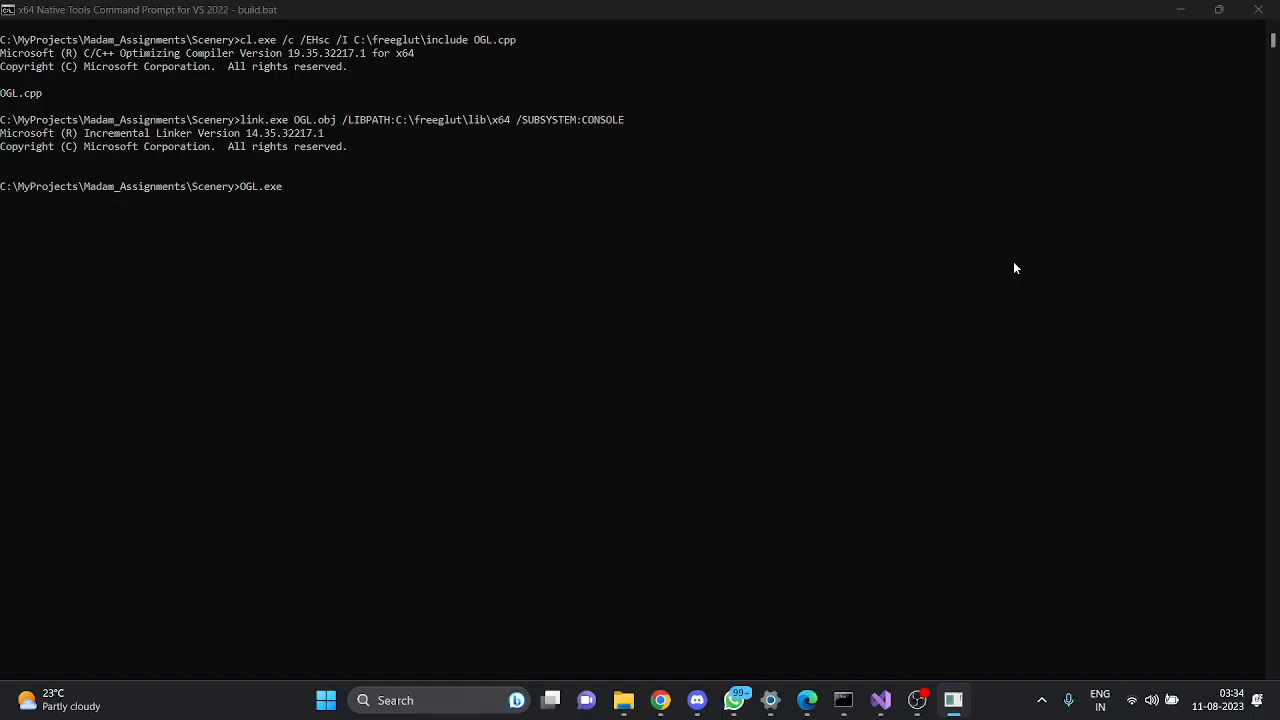 x64 Native Tools Command Prompt for VS 2022 - build.bat
C:\MyProjects\Madam_Assignments\Scenery>cl.exe /c /EHsc /I C:\freeglut\include OGL.cpp
Microsoft (R) C/C++ Optimizing Compiler Version 19.35.32217.1 for x64
Copyright (C) Microsoft Corporation.  All rights reserved.
OGL.cpp
C:\MyProjects\Madam_Assignments\Scenery>link.exe OGL.obj /LIBPATH:C:\freeglut\lib\x64 /SUBSYSTEM:CONSOLE
Microsoft (R) Incremental Linker Version 14.35.32217.1
Copyright (C) Microsoft Corporation.  All rights reserved.
C:\MyProjects\Madam_Assignments\Scenery>OGL.exe
23°C
Partly cloudy
Search
99+
ENG
IN
03:34
11-08-2023